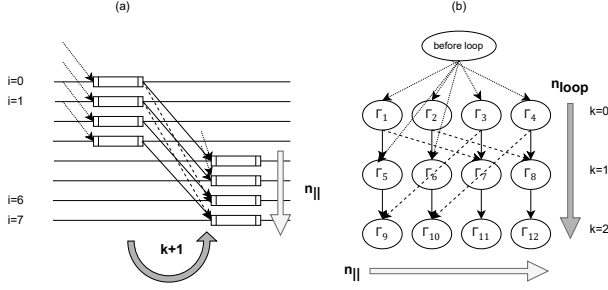 (a)
i=0
i=1
i=6
i=7
n||
k+1
(b)
before loop
nloop
Γ1 Γ2 Γ3 Γ4 k=0
Γ5 Γ6 Γ7 Γ8 k=1
Γ9 Γ10 Γ11 Γ12 k=2
n||